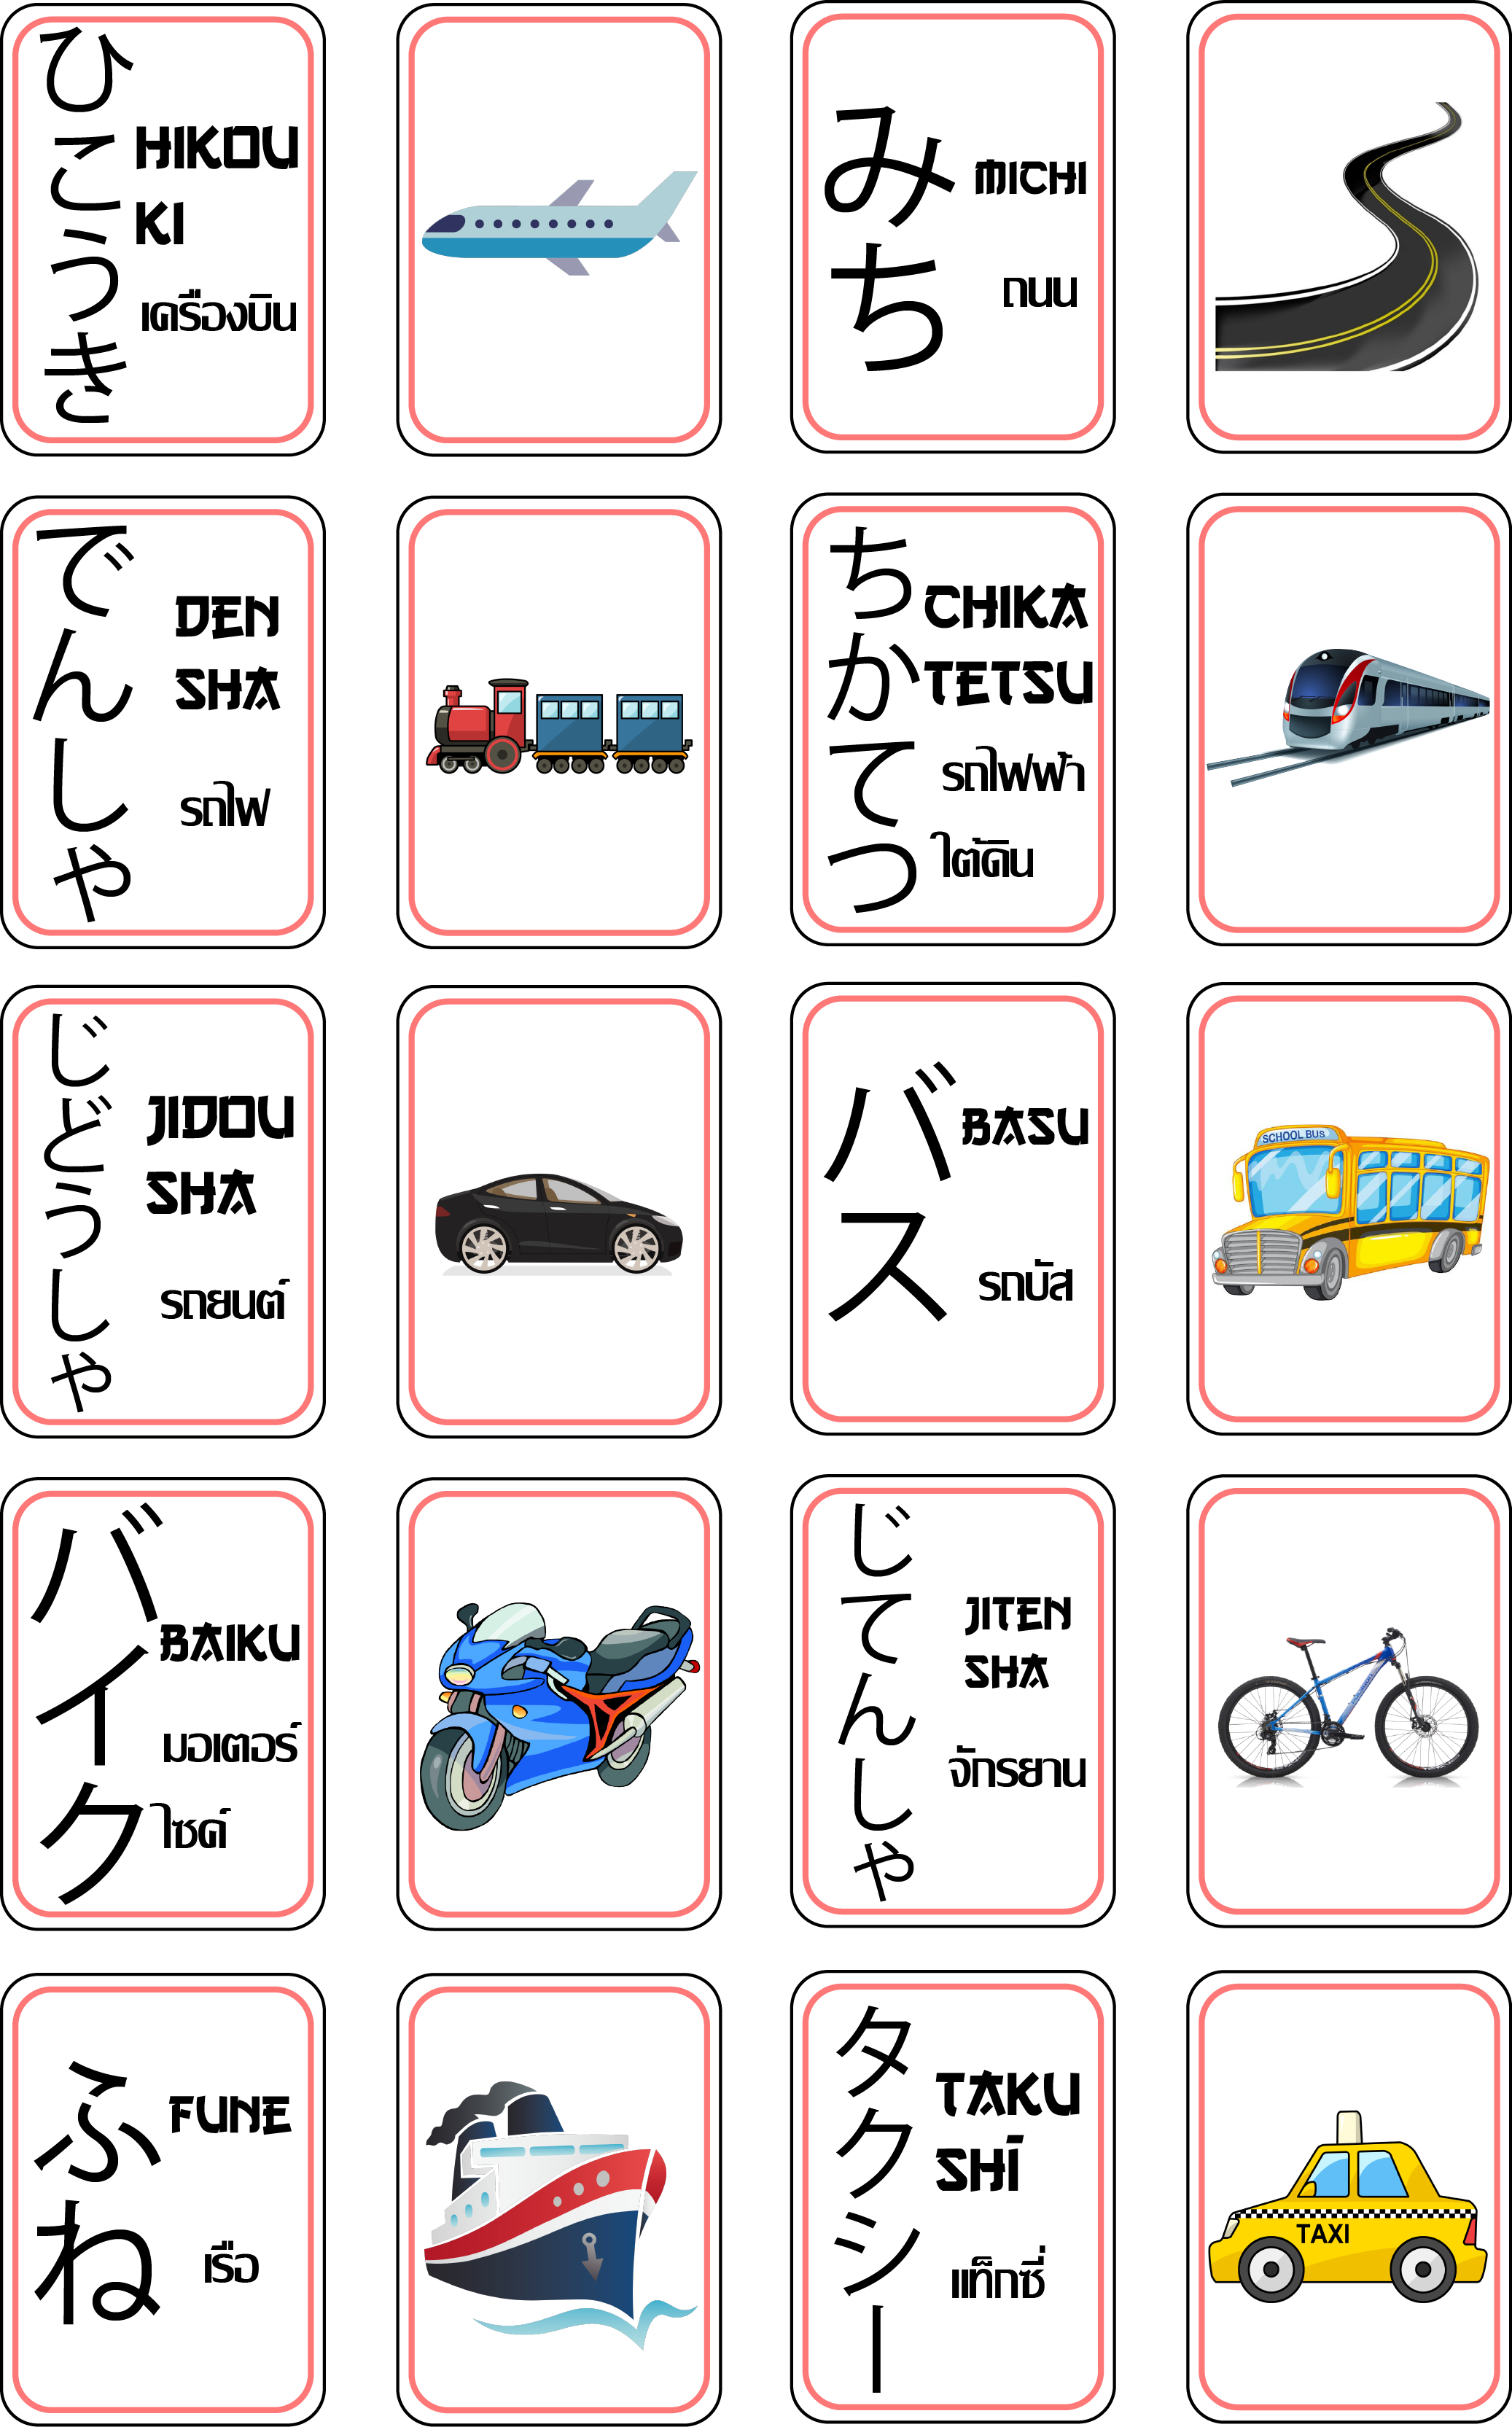 ひこうき
HIKOU
KI
เครื่องบิน
みち
MICHI
ถนน
でんしゃ
DEN
SHA
รถไฟ
ちかてつ
CHIKA
TETSU
รถไฟฟ้า
ใต้ดิน
じどうしゃ
JIDOU
SHA
รถยนต์
バス
BASU
รถบัส
SCHOOL BUS
バイク
BAIKU
มอเตอร์
ไซค์
じてんしゃ
JITEN
SHA
จักรยาน
ふね
FUNE
เรือ
タクシー
TAKU
SHĪ
แท็กซี่
TAXI